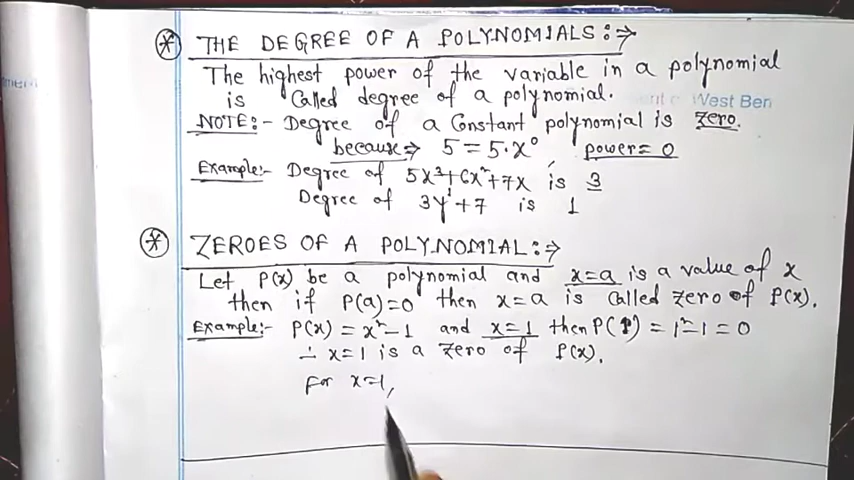 * THE DEGREE OF A POLYNOMIALS:→
The highest power of the variable in a polynomial
is Called degree of a polynomial.
West Ben
NOTE:- Degree of a Constant polynomial is zero.
because⇒ 5 = 5·x⁰, power = 0
Example:- Degree of 5x³+6x²+7x is 3
Degree of 3y¹+7 is 1
* ZEROES OF A POLYNOMIAL:→
Let P(x) be a polynomial and x=a is a value of x
then if P(a)=0 then x=a is called zero of P(x).
Example:- P(x) = x²-1 and x=1 then P(1) = 1²-1 = 0
∴ x=1 is a zero of P(x).
For x=1,